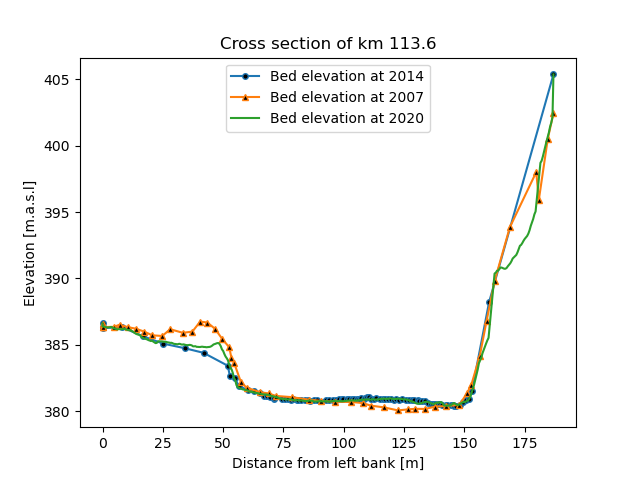 Cross section of km 113.6
Bed elevation at 2014
Bed elevation at 2007
Bed elevation at 2020
Elevation [m.a.s.l]
405
400
395
390
385
380
0
25
50
75
100
125
150
175
Distance from left bank [m]